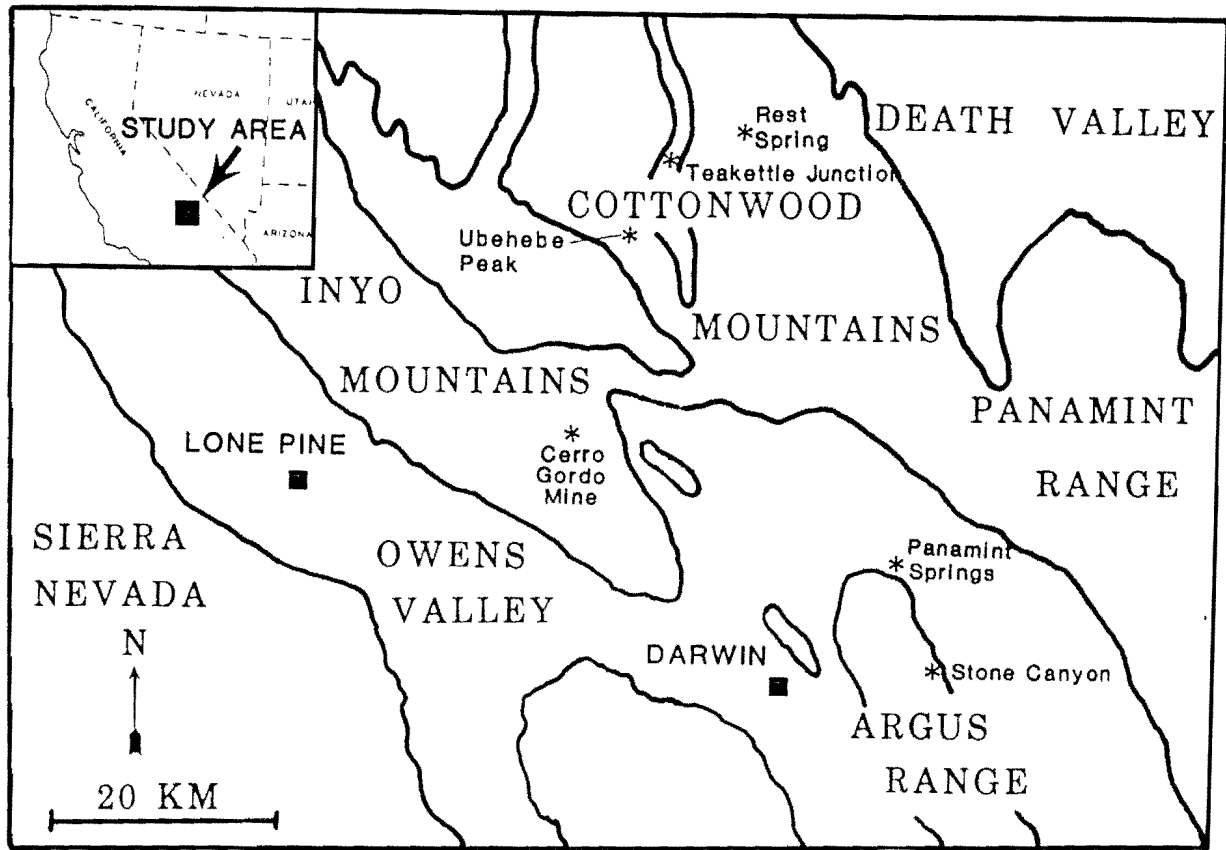 NEVADA
UTAH
CALIFORNIA
STUDY AREA
ARIZONA
Rest
Spring
DEATH VALLEY
Teakettle Junction
COTTONWOOD
Ubehebe
Peak
INYO
MOUNTAINS
MOUNTAINS
PANAMINT
RANGE
LONE PINE
Cerro
Gordo
Mine
SIERRA
NEVADA
OWENS
VALLEY
Panamint
Springs
N
DARWIN
Stone Canyon
ARGUS
RANGE
20 KM